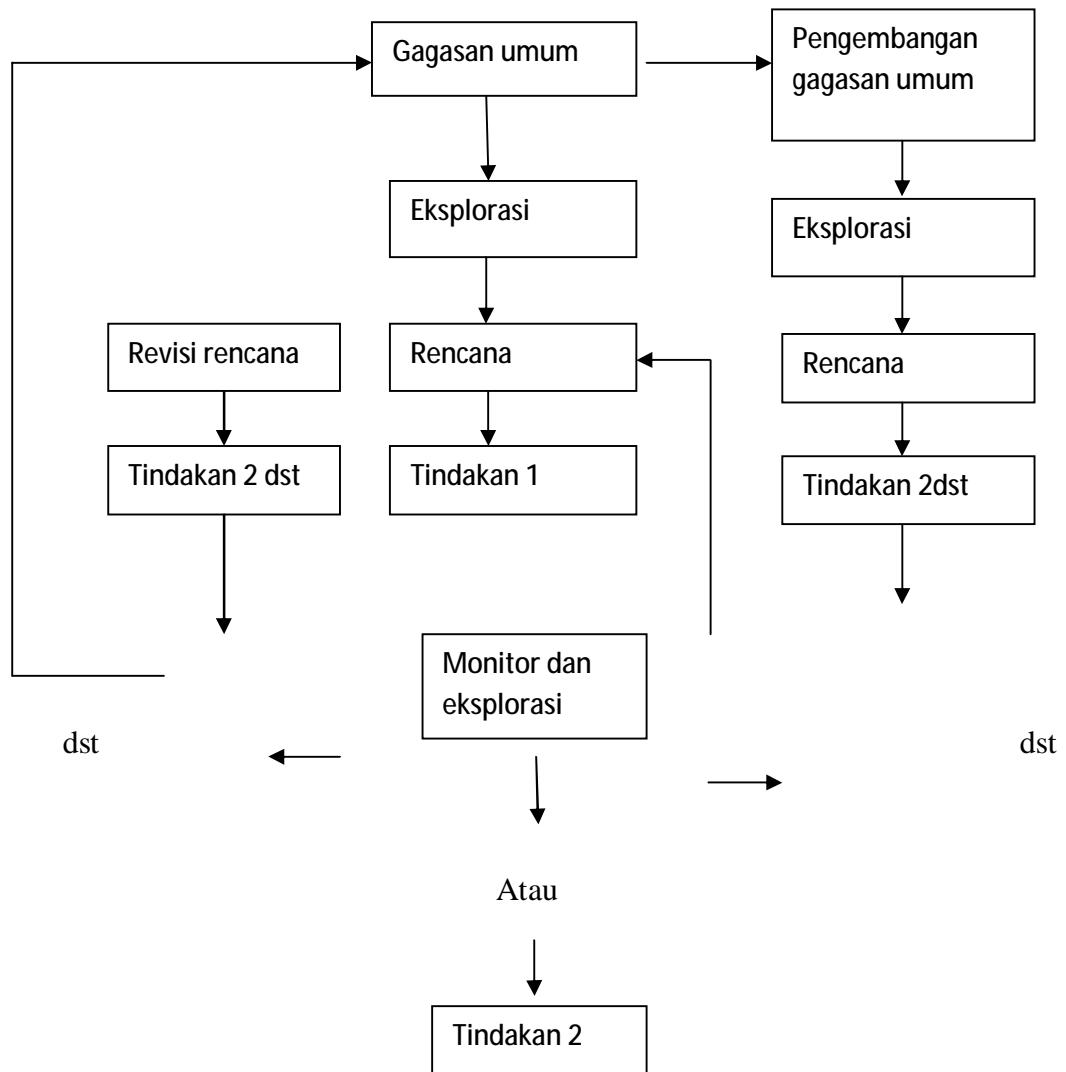 Gagasan umum
Pengembangan
gagasan umum
Eksplorasi
Eksplorasi
Revisi rencana
Rencana
Rencana
Tindakan 2 dst
Tindakan 1
Tindakan 2dst
Monitor dan
eksplorasi
dst
dst
Atau
Tindakan 2